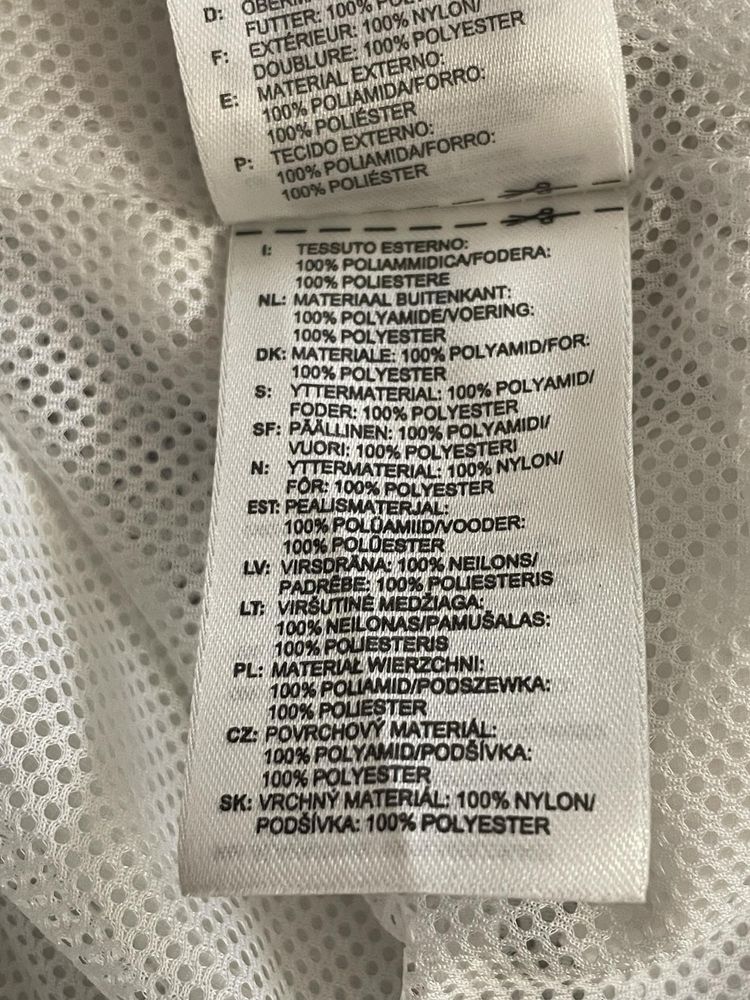 D: OBERM
FUTTER: 100% POL
F: EXTÉRIEUR: 100% NYLON/
DOUBLURE: 100% POLYESTER
E: MATERIAL EXTERNO:
100% POLIAMIDA/FORRO:
100% POLIÉSTER
P: TECIDO EXTERNO:
100% POLIAMIDA/FORRO:
100% POLIÉSTER
I: TESSUTO ESTERNO:
100% POLIAMMIDICA/FODERA:
100% POLIESTERE
NL: MATERIAAL BUITENKANT:
100% POLYAMIDE/VOERING:
100% POLYESTER
DK: MATERIALE: 100% POLYAMID/FOR:
100% POLYESTER
S: YTTERMATERIAL: 100% POLYAMID/
FODER: 100% POLYESTER
SF: PÄÄLLINEN: 100% POLYAMIDI/
VUORI: 100% POLYESTERI
N: YTTERMATERIAL: 100% NYLON/
FÔR: 100% POLYESTER
EST: PEALISMATERJAL:
100% POLÜAMIID/VOODER:
100% POLÜESTER
LV: VIRSDRĀNA: 100% NEILONS/
PADRĒBE: 100% POLIESTERIS
LT: VIRŠUTINĖ MEDŽIAGA:
100% NEILONAS/PAMUŠALAS:
100% POLIESTERIS
PL: MATERIAŁ WIERZCHNI:
100% POLIAMID/PODSZEWKA:
100% POLIESTER
CZ: POVRCHOVÝ MATERIÁL:
100% POLYAMID/PODŠÍVKA:
100% POLYESTER
SK: VRCHNÝ MATERIÁL: 100% NYLON/
PODŠÍVKA: 100% POLYESTER